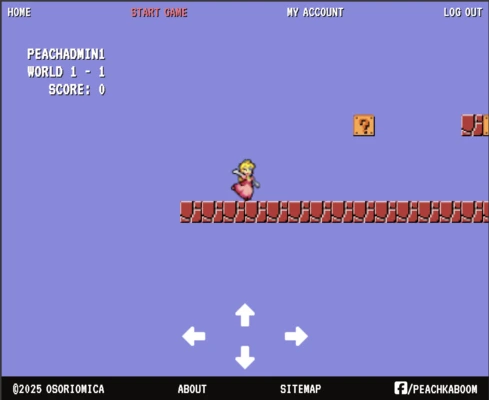 HOME START GAME MY ACCOUNT LOG OUT
PEACHADMIN1
WORLD 1 - 1
SCORE: 0
?
©2025 OSORIOMICA ABOUT SITEMAP /PEACHKABOOM